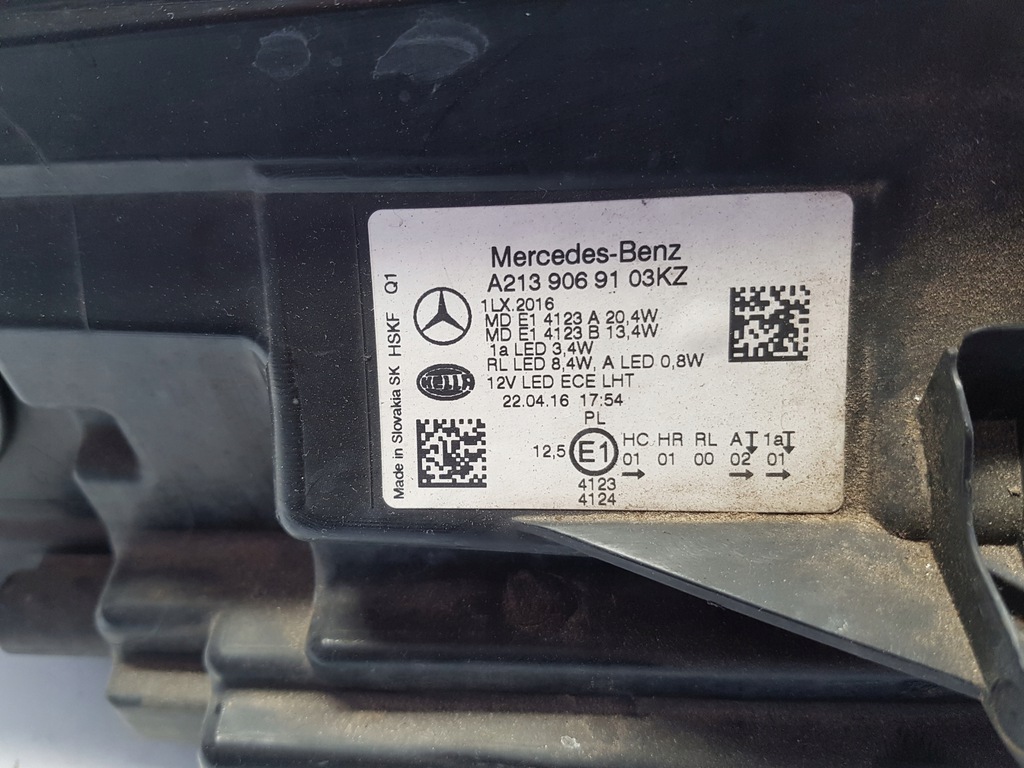 Mercedes-Benz
A213 906 91 03KZ
1LX.2016
MD E1 4123 A 20,4W
MD E1 4123 B 13,4W
1a LED 3,4W
RL LED 8,4W, A LED 0,8W
HELLA
12V LED ECE LHT
22.04.16 17:54
PL
12,5 E1 HC HR RL A 1a
01 01 00 02 01
4123
4124
Made in Slovakia SK HSKF Q1